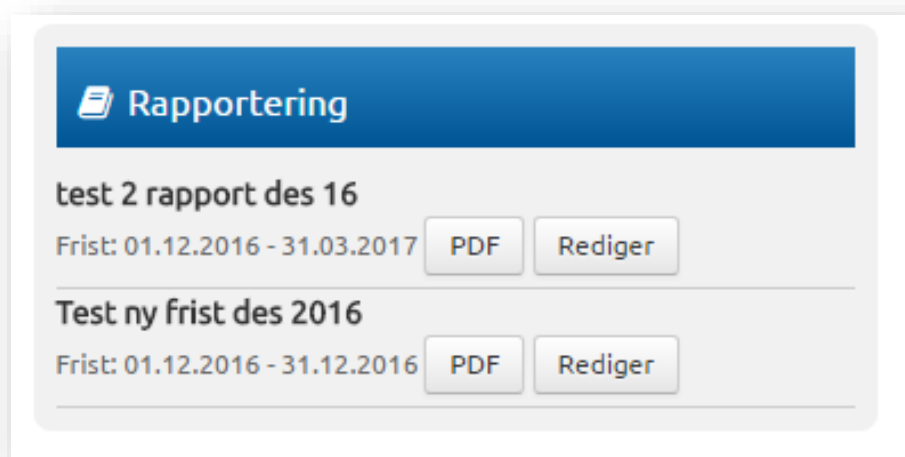 Rapportering
test 2 rapport des 16
Frist: 01.12.2016 - 31.03.2017 PDF Rediger
Test ny frist des 2016
Frist: 01.12.2016 - 31.12.2016 PDF Rediger